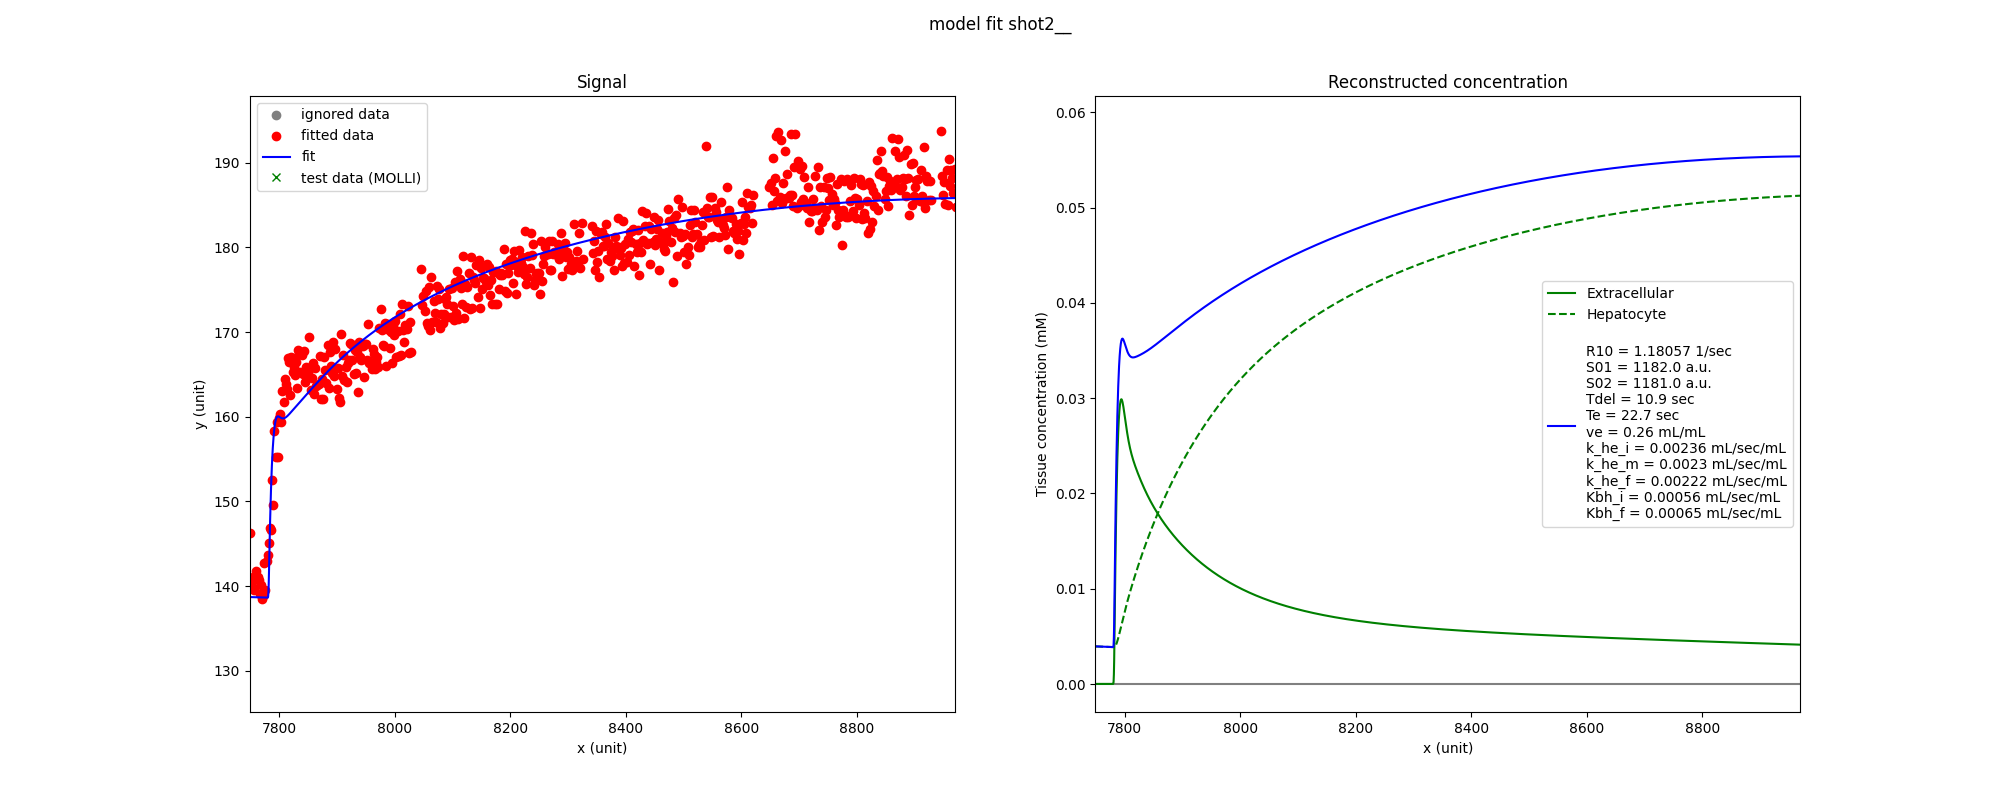 model fit shot2__
Signal
ignored data
fitted data
fit
test data (MOLLI)
190
180
170
160
150
140
130
y (unit)
7800 8000 8200 8400 8600 8800
x (unit)
Reconstructed concentration
0.06
0.05
0.04
0.03
0.02
0.01
0.00
Tissue concentration (mM)
Extracellular
Hepatocyte
R10 = 1.18057 1/sec
S01 = 1182.0 a.u.
S02 = 1181.0 a.u.
Tdel = 10.9 sec
Te = 22.7 sec
ve = 0.26 mL/mL
k_he_i = 0.00236 mL/sec/mL
k_he_m = 0.0023 mL/sec/mL
k_he_f = 0.00222 mL/sec/mL
Kbh_i = 0.00056 mL/sec/mL
Kbh_f = 0.00065 mL/sec/mL
7800 8000 8200 8400 8600 8800
x (unit)